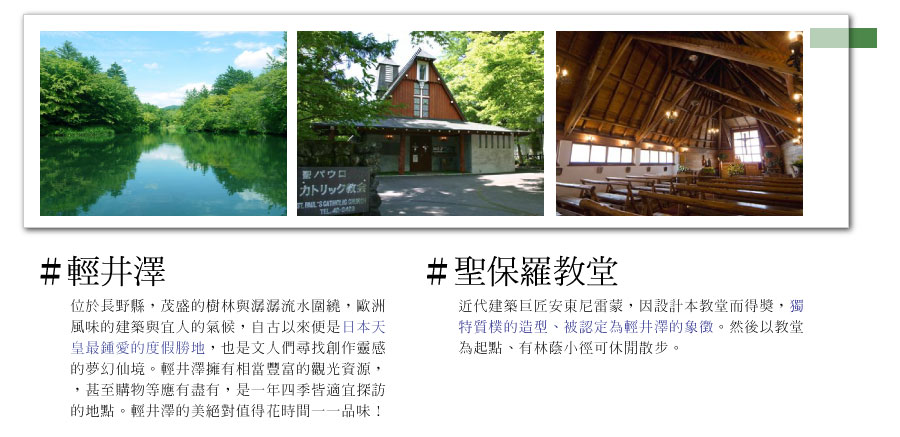 聖パウロ
カトリック教会
ST. PAUL'S CATHOLIC CHURCH
#輕井澤
位於長野縣，茂盛的樹林與潺潺流水圍繞，歐洲
風味的建築與宜人的氣候，自古以來便是日本天
皇最鍾愛的度假勝地，也是文人們尋找創作靈感
的夢幻仙境。輕井澤擁有相當豐富的觀光資源，
，甚至購物等應有盡有，是一年四季皆適宜探訪
的地點。輕井澤的美絕對值得花時間一一品味！
#聖保羅教堂
近代建築巨匠安東尼雷蒙，因設計本教堂而得獎，獨
特質樸的造型、被認定為輕井澤的象徵。然後以教堂
為起點、有林蔭小徑可休閒散步。